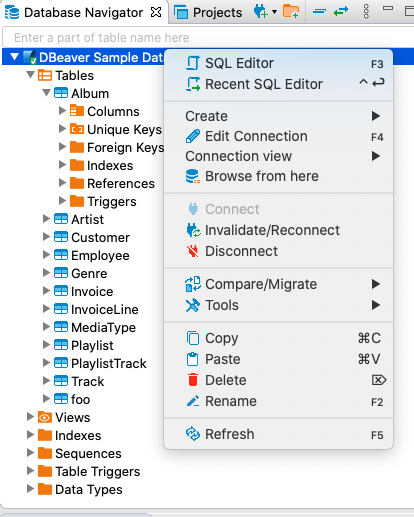 Database Navigator Projects
Enter a part of table name here
DBeaver Sample Dat
Tables
Album
Columns
Unique Keys
Foreign Keys
Indexes
References
Triggers
Artist
Customer
Employee
Genre
Invoice
InvoiceLine
MediaType
Playlist
PlaylistTrack
Track
foo
Views
Indexes
Sequences
Table Triggers
Data Types
SQL Editor F3
Recent SQL Editor ^↩
Create
Edit Connection F4
Connection view
Browse from here
Connect
Invalidate/Reconnect
Disconnect
Compare/Migrate
Tools
Copy ⌘C
Paste ⌘V
Delete ⌦
Rename F2
Refresh F5